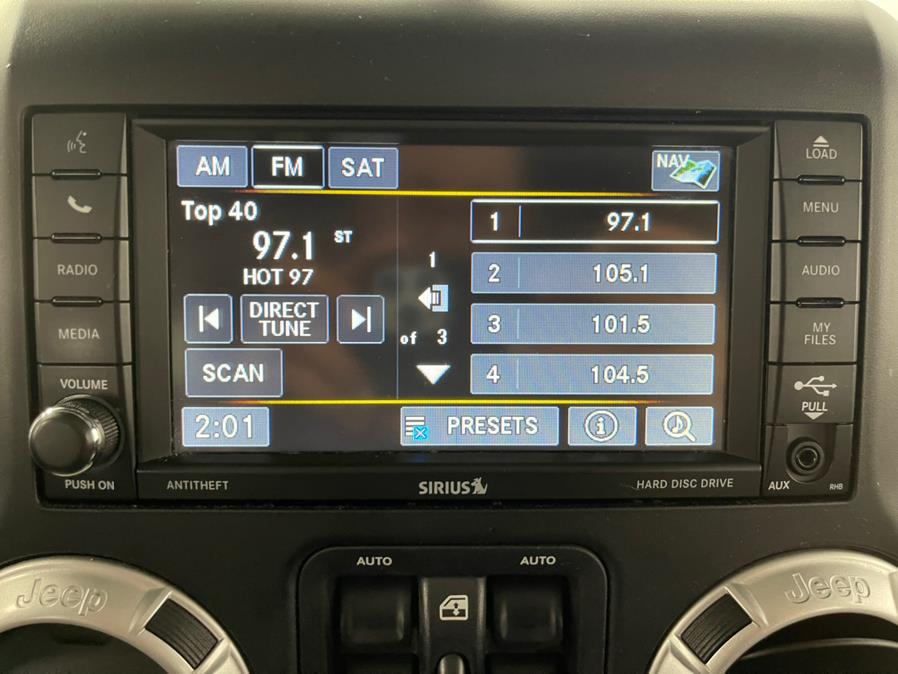 AM FM SAT NAV
Top 40
97.1 ST
HOT 97
DIRECT
TUNE
SCAN
1
of 3
1 97.1
2 105.1
3 101.5
4 104.5
2:01 PRESETS i
RADIO
MEDIA
VOLUME
PUSH ON
LOAD
MENU
AUDIO
MY
FILES
PULL
AUX RHB
ANTITHEFT SIRIUS HARD DISC DRIVE
AUTO AUTO
Jeep Jeep